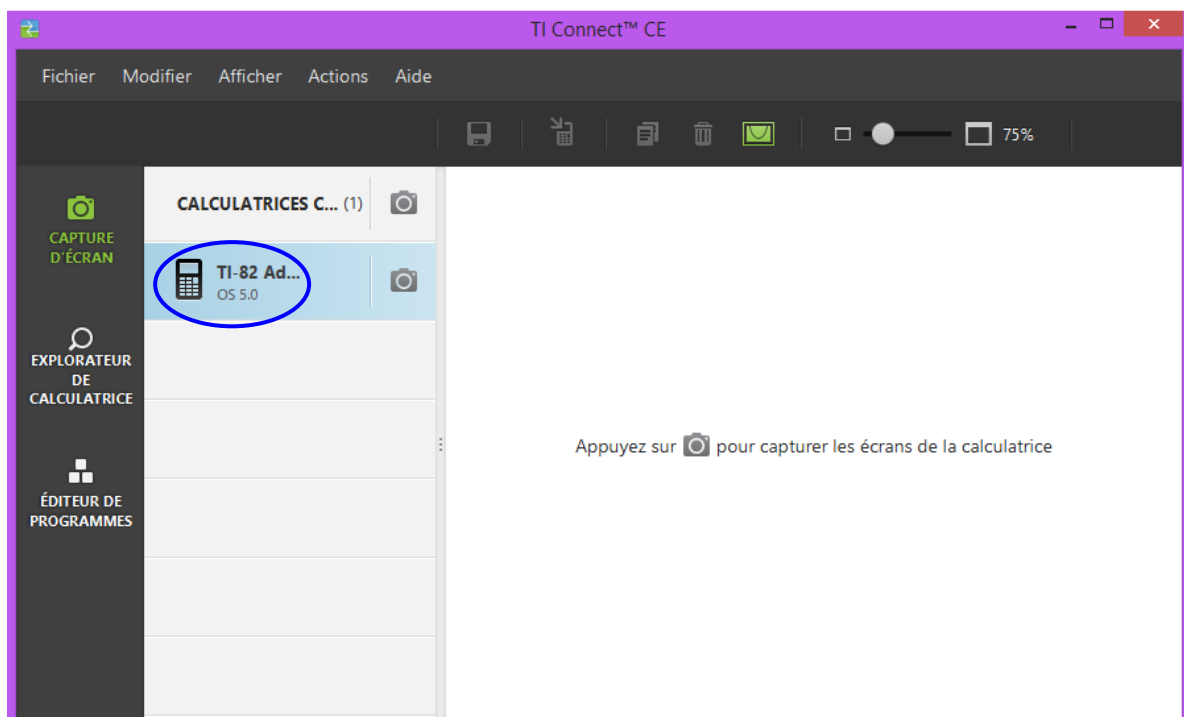 TI Connect™ CE
Fichier Modifier Afficher Actions Aide
75%
CAPTURE
D'ÉCRAN
CALCULATRICES C... (1)
TI-82 Ad...
OS 5.0
EXPLORATEUR
DE
CALCULATRICE
Appuyez sur pour capturer les écrans de la calculatrice
ÉDITEUR DE
PROGRAMMES